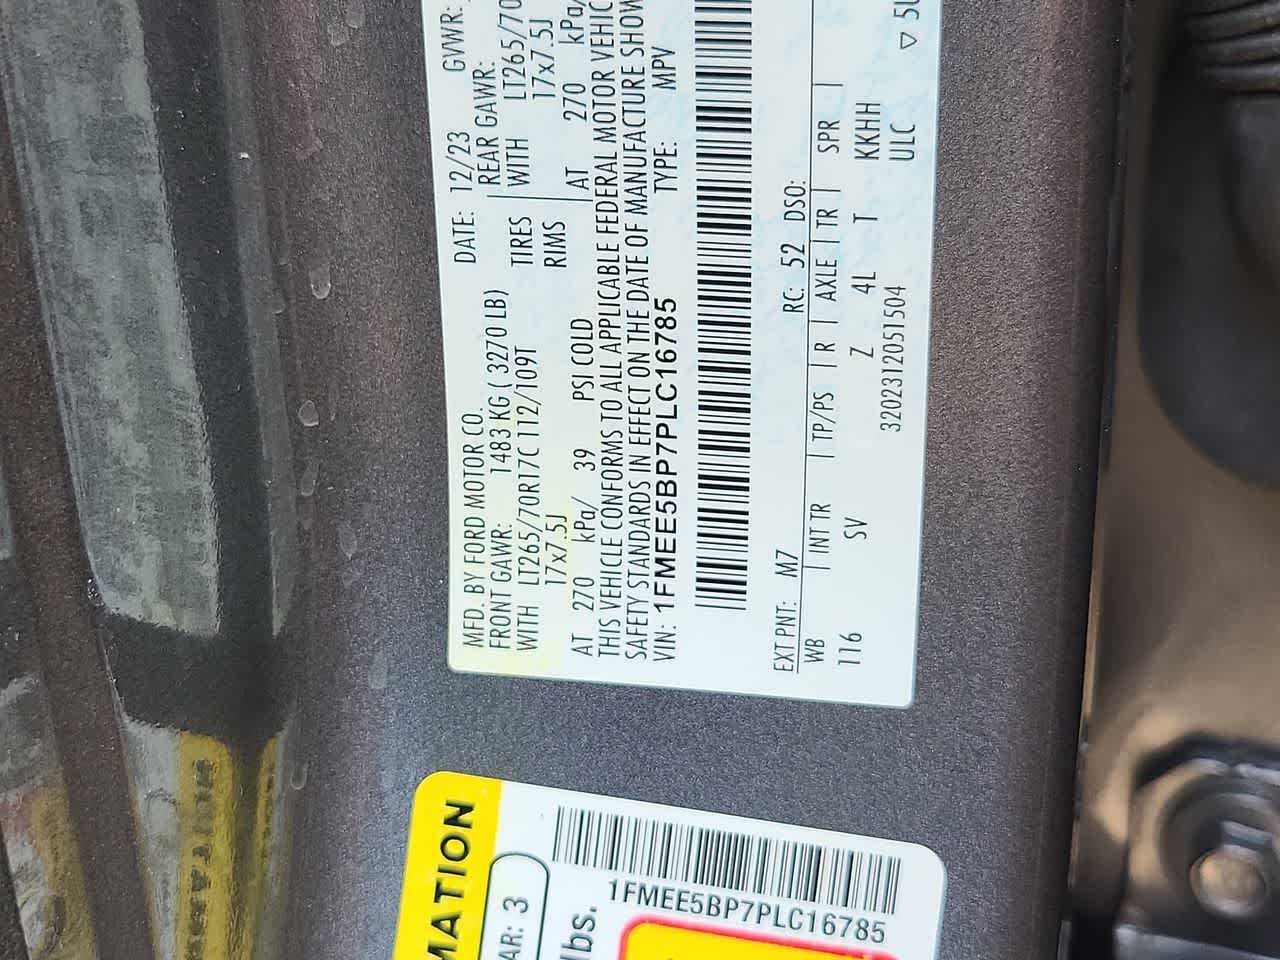 MFD. BY FORD MOTOR CO. DATE: 12/23 GVWR:
FRONT GAWR: 1483 KG ( 3270 LB) REAR GAWR:
WITH LT265/70R17C 112/109T TIRES WITH LT265/70
17x7.5J RIMS 17x7.5J
AT 270 kPa/ 39 PSI COLD AT 270 kPa/
THIS VEHICLE CONFORMS TO ALL APPLICABLE FEDERAL MOTOR VEHIC
SAFETY STANDARDS IN EFFECT ON THE DATE OF MANUFACTURE SHOW
VIN: 1FMEE5BP7PLC16785 TYPE: MPV
EXT PNT: M7 RC: 52 DSO:
WB | INT TR | TP/PS | R | AXLE | TR | SPR |
116 SV Z 4L T KKHH
3202312051504 ULC ▽ 5U
MATION
AR: 3
lbs.
1FMEE5BP7PLC16785